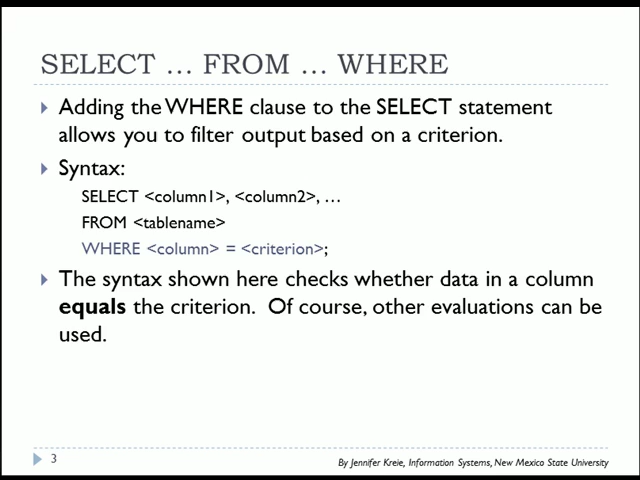 SELECT … FROM … WHERE
Adding the WHERE clause to the SELECT statement
allows you to filter output based on a criterion.
Syntax:
SELECT <column1>, <column2>, …
FROM <tablename>
WHERE <column> = <criterion>;
The syntax shown here checks whether data in a column
equals the criterion. Of course, other evaluations can be
used.
3
By Jennifer Kreie, Information Systems, New Mexico State University